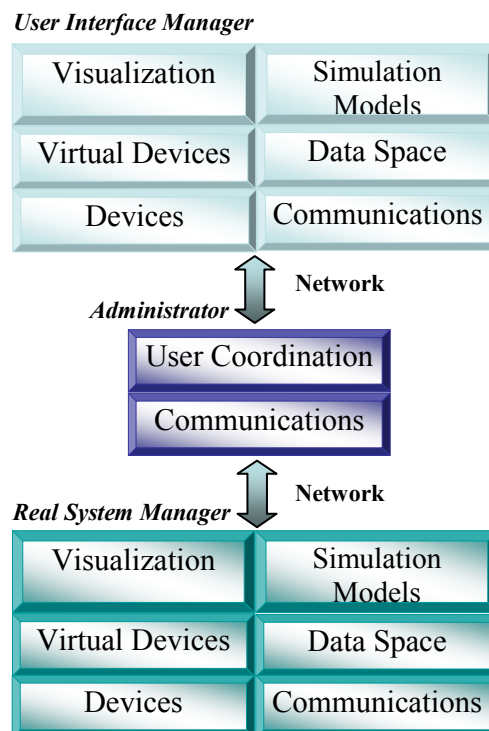 User Interface Manager
Visualization
Simulation
Models
Virtual Devices
Data Space
Devices
Communications
Network
Administrator
User Coordination
Communications
Network
Real System Manager
Visualization
Simulation
Models
Virtual Devices
Data Space
Devices
Communications